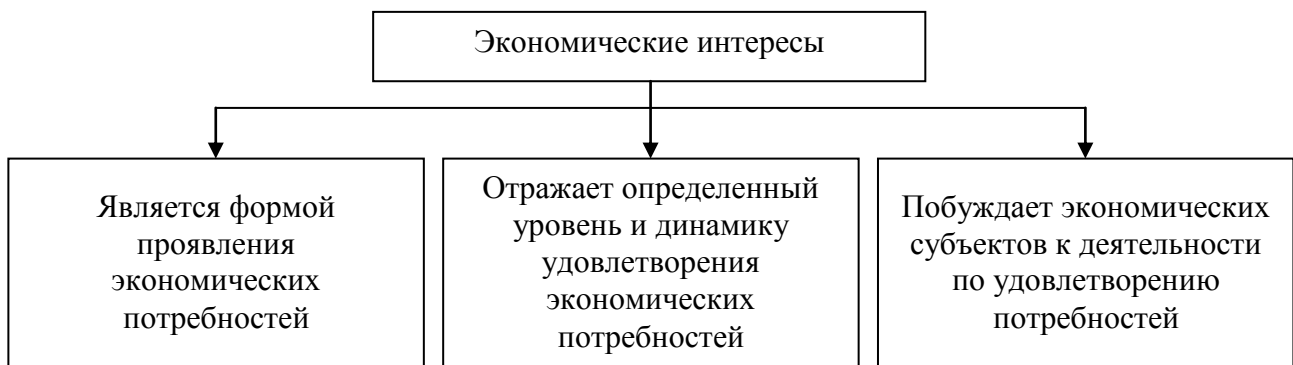 Экономические интересы
Является формой
проявления
экономических
потребностей
Отражает определенный
уровень и динамику
удовлетворения
экономических
потребностей
Побуждает экономических
субъектов к деятельности
по удовлетворению
потребностей